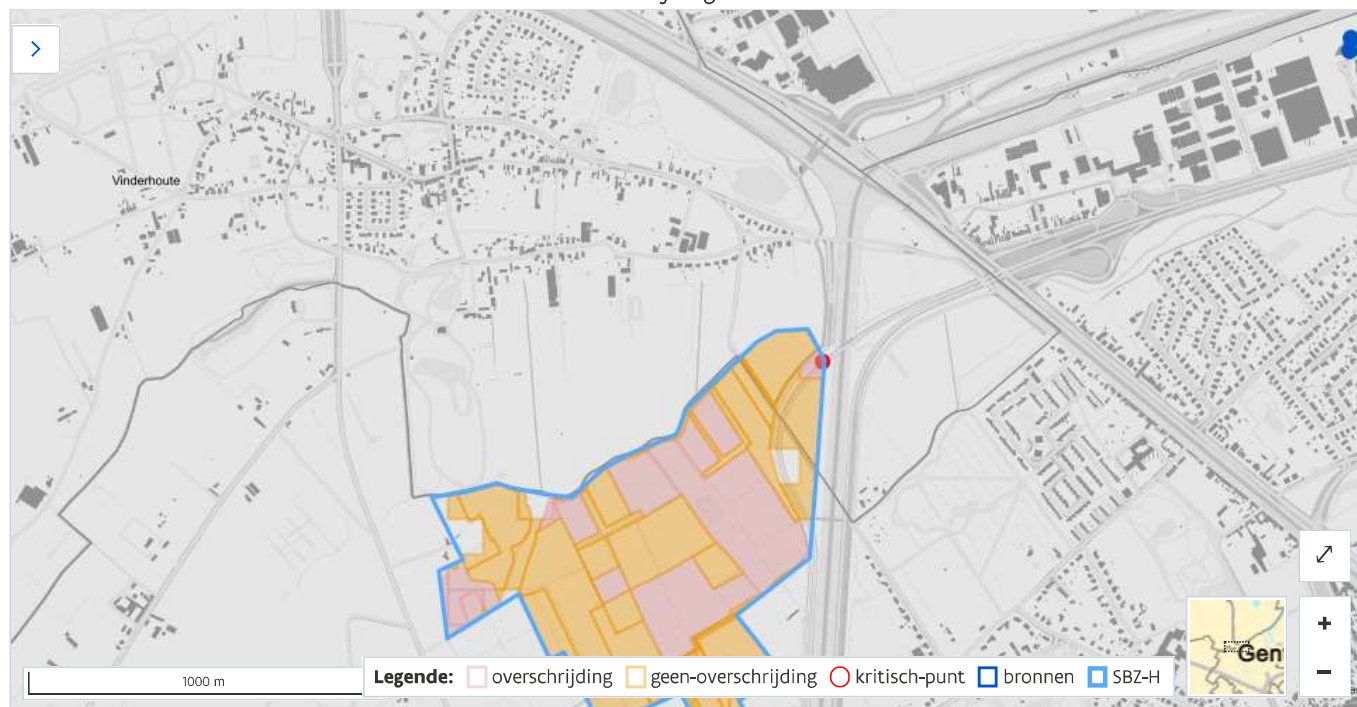 Vinderhoute
1000 m
Legende: overschrijding geen-overschrijding kritisch-punt bronnen SBZ-H
Gen
+
−